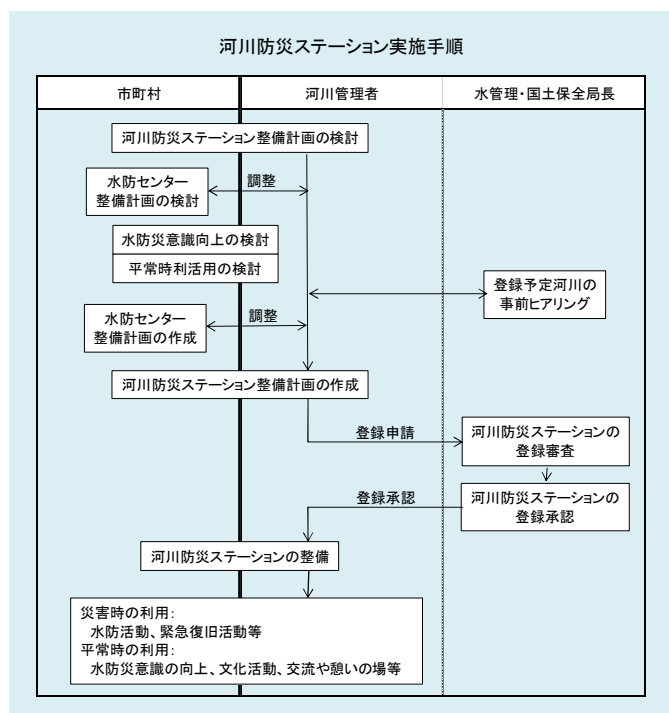 河川防災ステーション実施手順
市町村
河川管理者
水管理・国土保全局長
河川防災ステーション整備計画の検討
水防センター
整備計画の検討
調整
水防災意識向上の検討
平常時利活用の検討
登録予定河川の
事前ヒアリング
水防センター
整備計画の作成
調整
河川防災ステーション整備計画の作成
登録申請
河川防災ステーションの
登録審査
登録承認
河川防災ステーションの
登録承認
河川防災ステーションの整備
災害時の利用:
水防活動、緊急復旧活動等
平常時の利用:
水防災意識の向上、文化活動、交流や憩いの場等